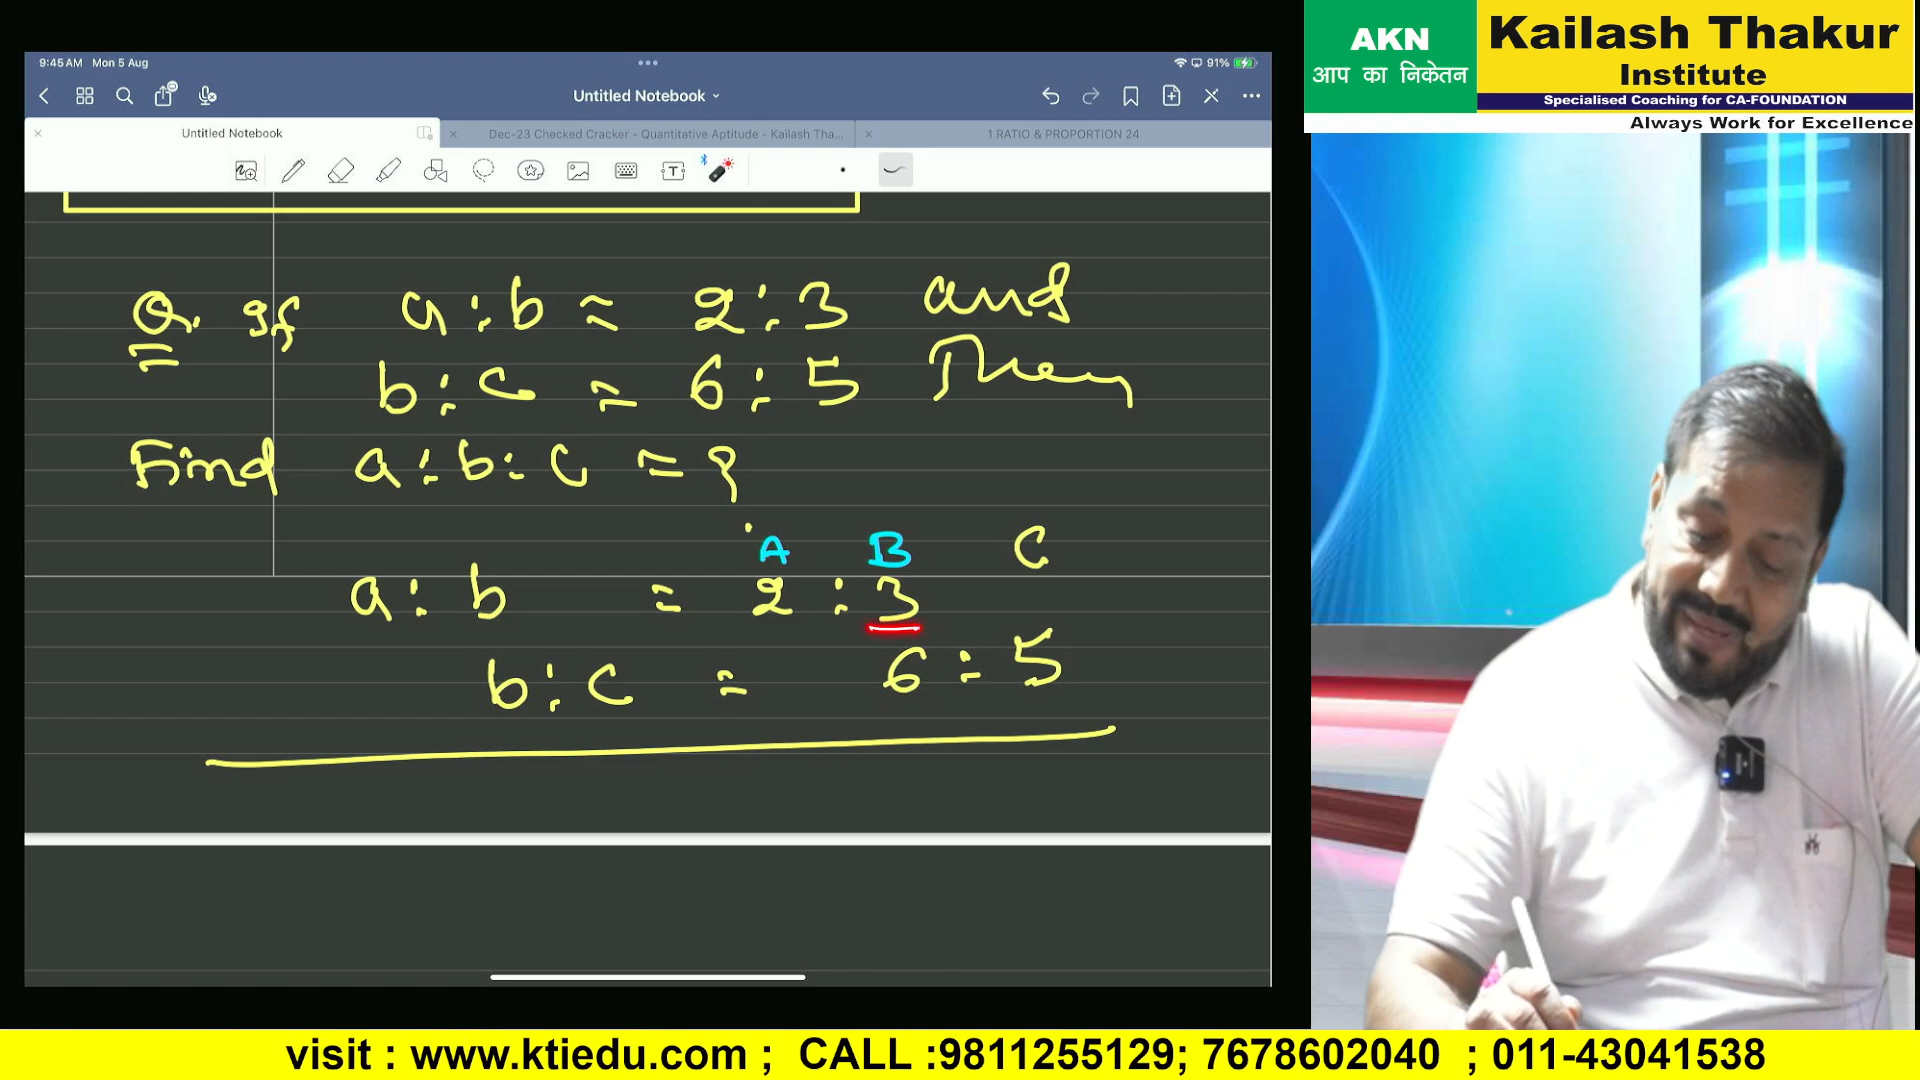 AKN
आप का निकेतन
Kailash Thakur
Institute
Specialised Coaching for CA-FOUNDATION
Always Work for Excellence
9:45 AM Mon 5 Aug
91%
Untitled Notebook
Untitled Notebook
Dec-23 Checked Cracker - Quantitative Aptitude - Kailash Tha...
1 RATIO & PROPORTION 24
Q. If a : b = 2 : 3 and
b : c = 6 : 5 Then
Find a : b : c = ?
A B C
a : b = 2 : 3
b : c = 6 : 5
visit : www.ktiedu.com ; CALL :9811255129; 7678602040 ; 011-43041538